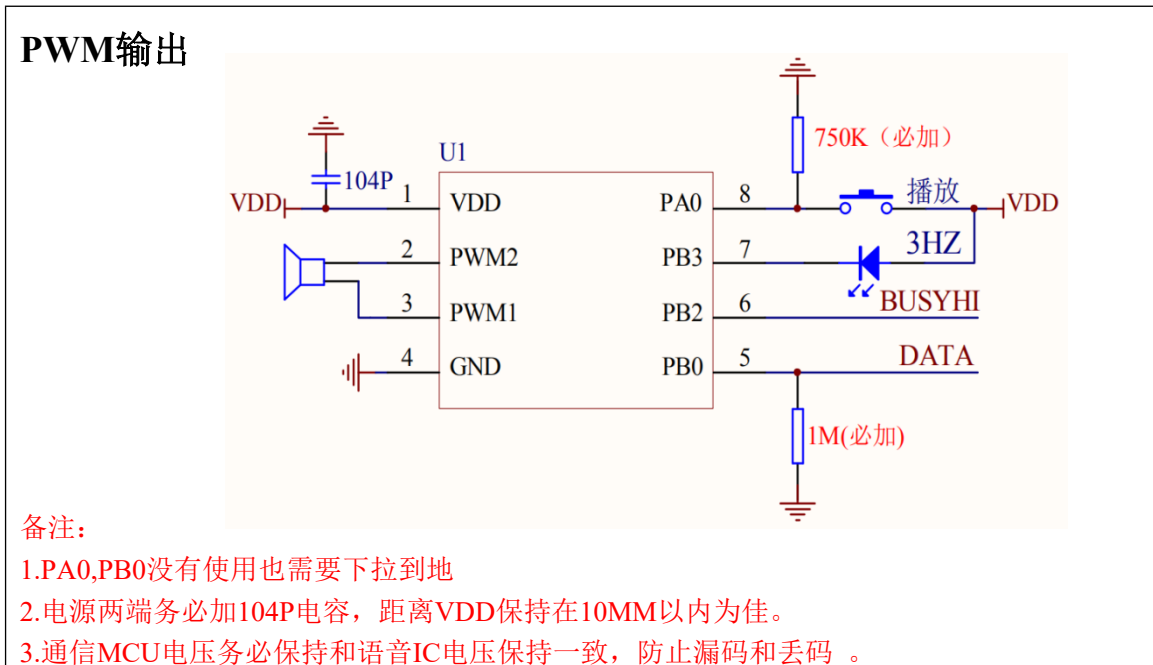 PWM输出
750K（必加）
U1
104P
VDD 1 VDD PA0 8 播放 VDD
2 PWM2 PB3 7 3HZ
3 PWM1 PB2 6 BUSYHI
4 GND PB0 5 DATA
1M(必加)
备注：
1.PA0,PB0没有使用也需要下拉到地
2.电源两端务必加104P电容，距离VDD保持在10MM以内为佳。
3.通信MCU电压务必保持和语音IC电压保持一致，防止漏码和丢码 。